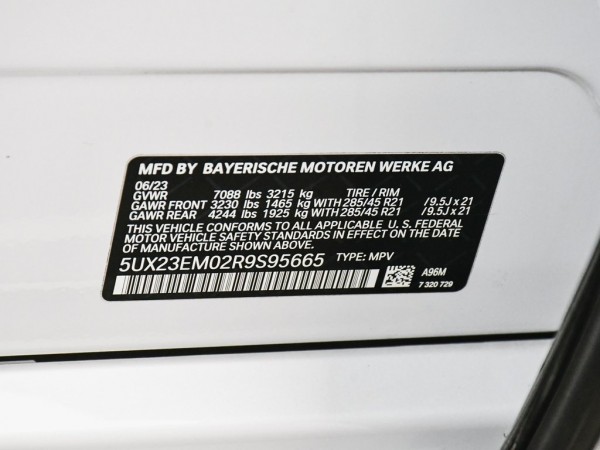 MFD BY BAYERISCHE MOTOREN WERKE AG
06/23
GVWR 7088 lbs 3215 kg TIRE / RIM
GAWR FRONT 3230 lbs 1465 kg WITH 285/45 R21 /9.5J x 21
GAWR REAR 4244 lbs 1925 kg WITH 285/45 R21 /9.5J x 21
THIS VEHICLE CONFORMS TO ALL APPLICABLE U. S. FEDERAL
MOTOR VEHICLE SAFETY STANDARDS IN EFFECT ON THE DATE
OF MANUFACTURE SHOWN ABOVE.
5UX23EM02R9S95665 TYPE: MPV
A96M
7 320 729